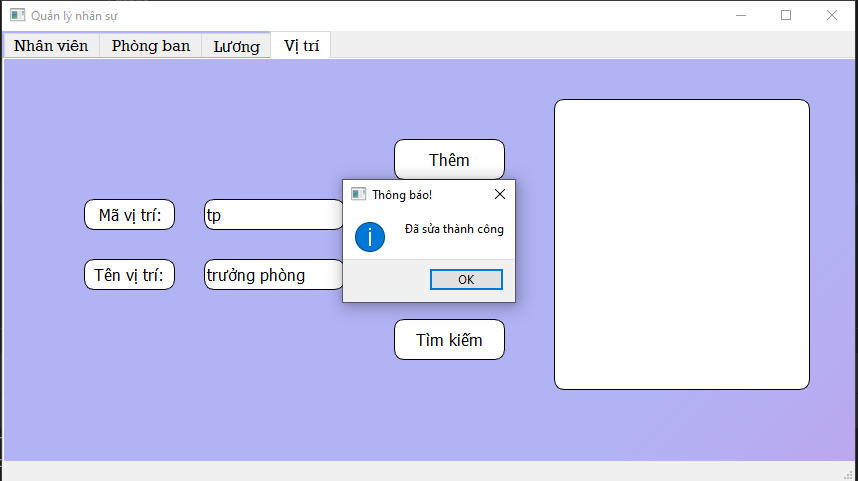 Quản lý nhân sự
Nhân viên Phòng ban Lương Vị trí
Thêm
Thông báo!
Mã vị trí: tp
Đã sửa thành công
Tên vị trí: trưởng phòng
OK
Tìm kiếm